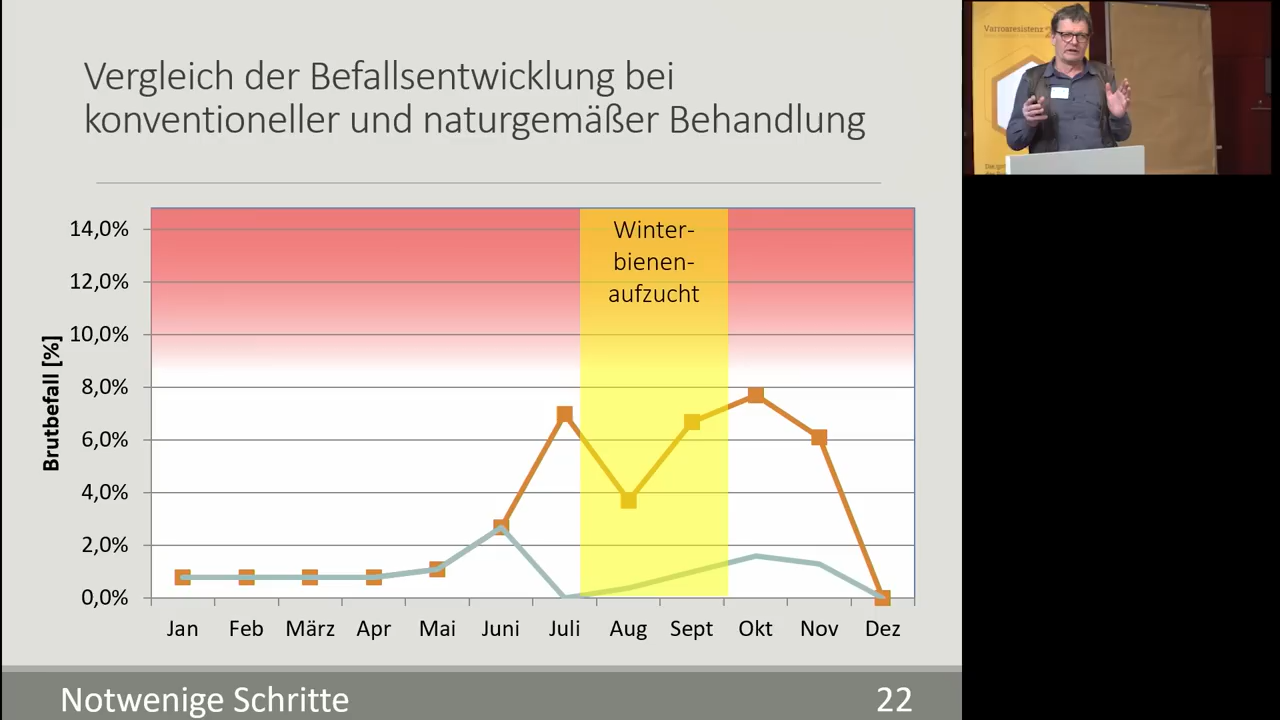 Vergleich der Befallsentwicklung bei
konventioneller und naturgemäßer Behandlung
14,0%
12,0%
10,0%
8,0%
6,0%
4,0%
2,0%
0,0%
Brutbefall [%]
Winter-
bienen-
aufzucht
Jan Feb März Apr Mai Juni Juli Aug Sept Okt Nov Dez
Notwenige Schritte
22
Varroaresistenz